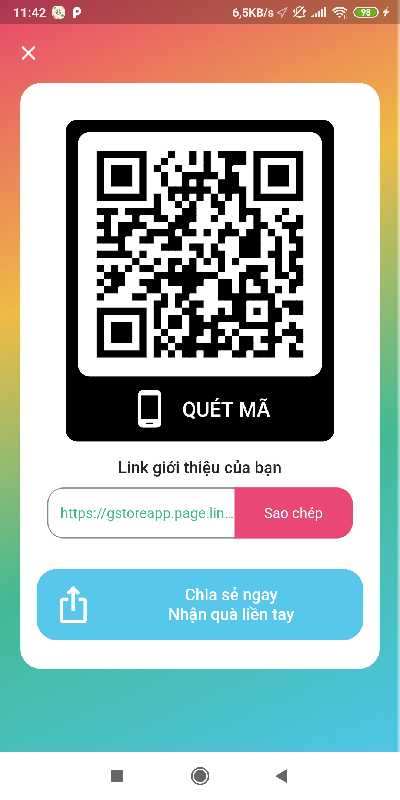 11:42
6,5KB/s
98
QUÉT MÃ
Link giới thiệu của bạn
https://gstoreapp.page.lin...
Sao chép
Chia sẻ ngay
Nhận quà liền tay